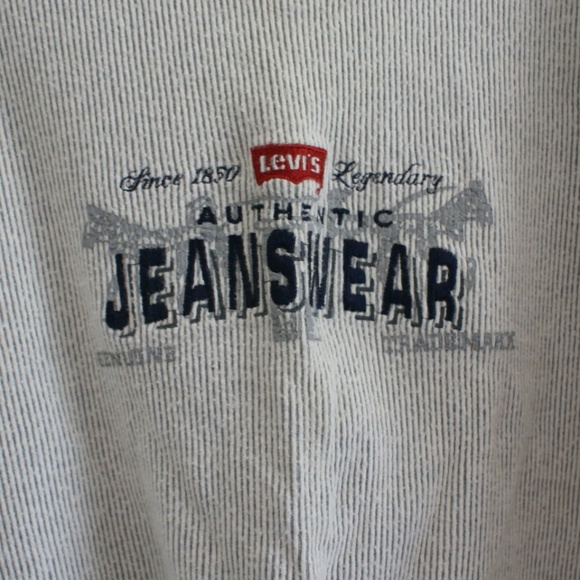 Levi's
Since 1850 Legendary
AUTHENTIC
JEANSWEAR
TRADEMARK